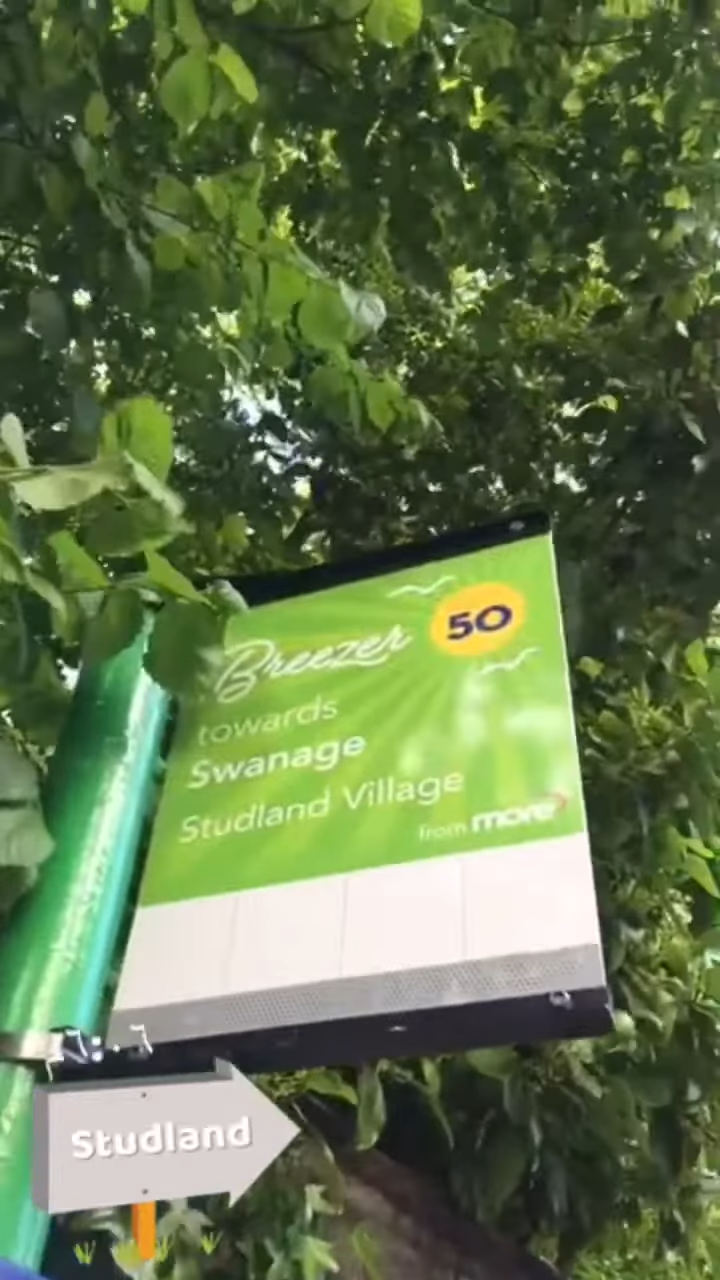 Breezer 50
towards
Swanage
Studland Village
from more
Studland